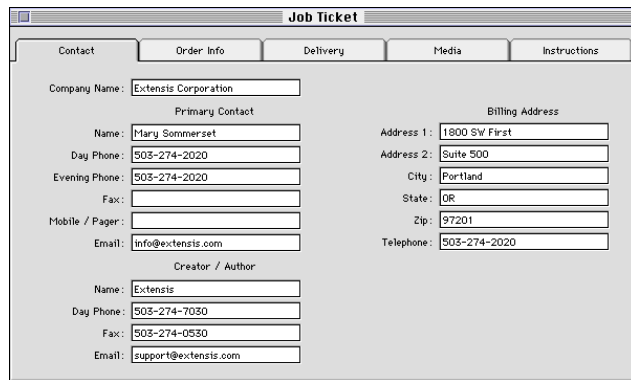 Job Ticket
Contact Order Info Delivery Media Instructions
Company Name: Extensis Corporation
Primary Contact
Name: Mary Sommerset
Day Phone: 503-274-2020
Evening Phone: 503-274-2020
Fax:
Mobile / Pager:
Email: info@extensis.com
Creator / Author
Name: Extensis
Day Phone: 503-274-7030
Fax: 503-274-0530
Email: support@extensis.com
Billing Address
Address 1: 1800 SW First
Address 2: Suite 500
City: Portland
State: OR
Zip: 97201
Telephone: 503-274-2020